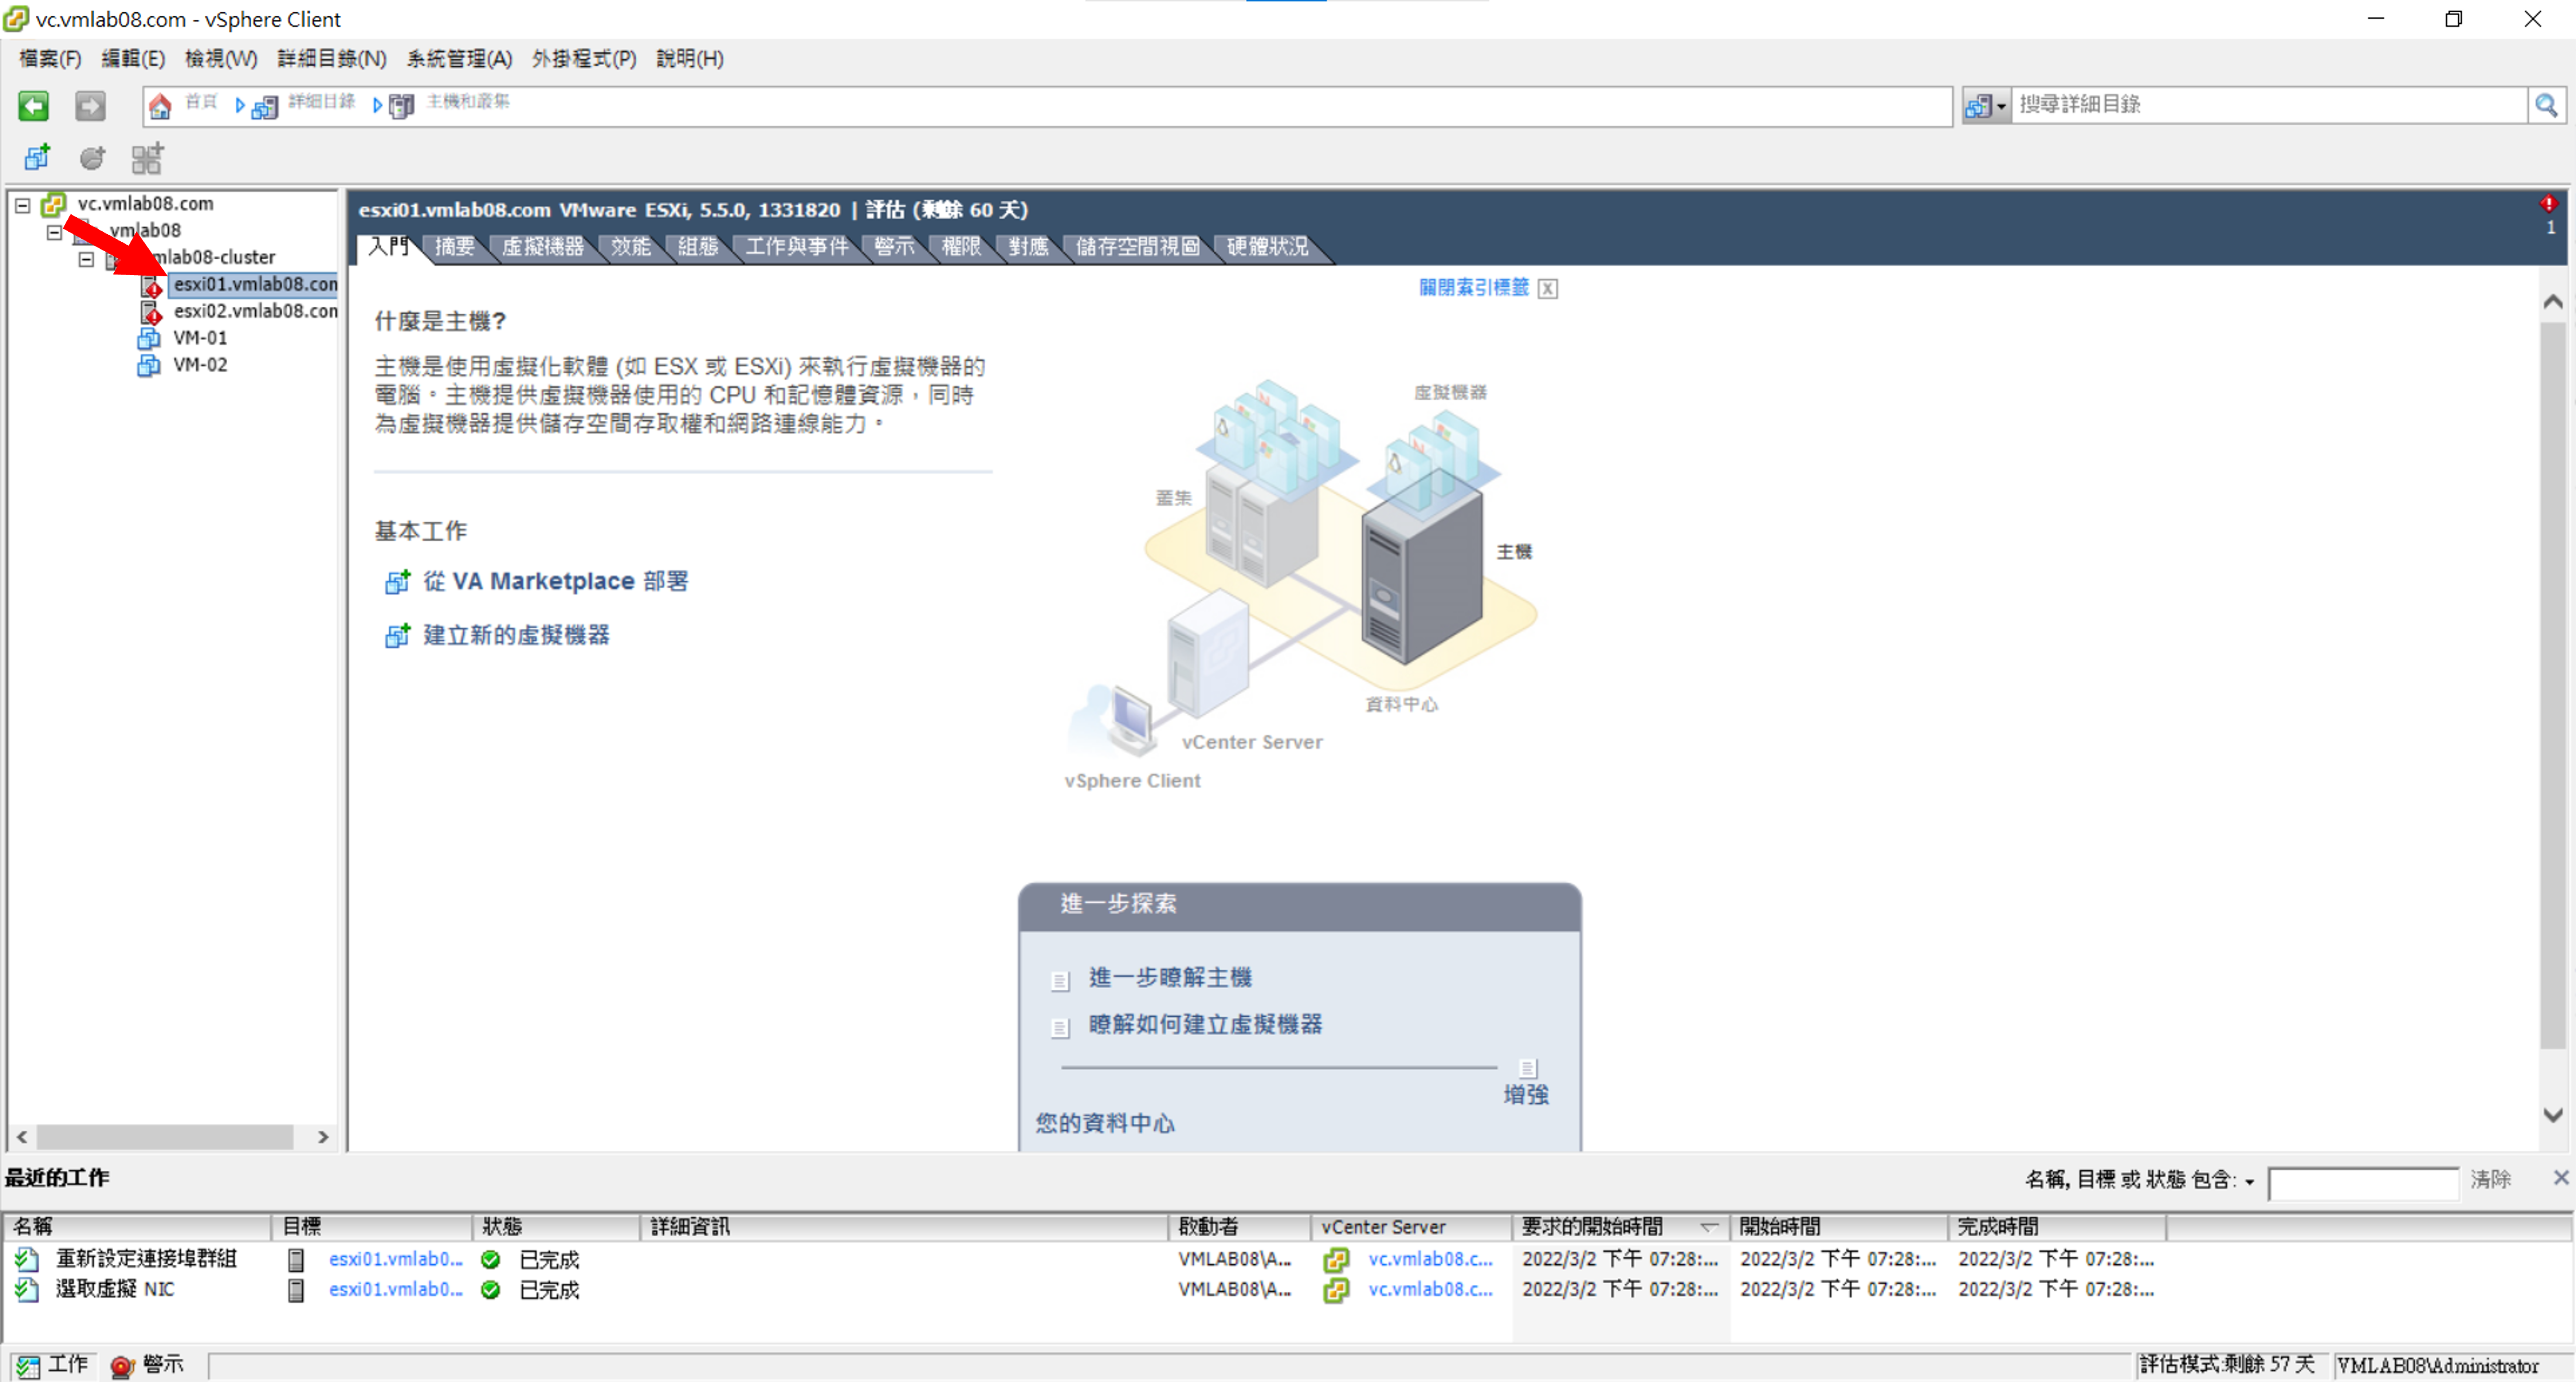 vc.vmlab08.com - vSphere Client
檔案(F) 編輯(E) 檢視(W) 詳細目錄(N) 系統管理(A) 外掛程式(P) 說明(H)
首頁 詳細目錄 主機和叢集 搜尋詳細目錄
vc.vmlab08.com
vmlab08
mlab08-cluster
esxi01.vmlab08.con
esxi02.vmlab08.con
VM-01
VM-02
esxi01.vmlab08.com VMware ESXi, 5.5.0, 1331820 | 評估 (剩餘 60 天)
1
入門 摘要 虛擬機器 效能 組態 工作與事件 警示 權限 對應 儲存空間視圖 硬體狀況
關閉索引標籤 X
什麼是主機?
主機是使用虛擬化軟體 (如 ESX 或 ESXi) 來執行虛擬機器的
電腦。主機提供虛擬機器使用的 CPU 和記憶體資源,同時
為虛擬機器提供儲存空間存取權和網路連線能力。
基本工作
從 VA Marketplace 部署
建立新的虛擬機器
虛擬機器
叢集
主機
資料中心
vCenter Server
vSphere Client
進一步探索
進一步瞭解主機
瞭解如何建立虛擬機器
增強
您的資料中心
最近的工作
名稱, 目標 或 狀態 包含: 清除
名稱 目標 狀態 詳細資訊 啟動者 vCenter Server 要求的開始時間 開始時間 完成時間
重新設定連接埠群組 esxi01.vmlab0... 已完成 VMLAB08\A... vc.vmlab08.c... 2022/3/2 下午 07:28:... 2022/3/2 下午 07:28:... 2022/3/2 下午 07:28:...
選取虛擬 NIC esxi01.vmlab0... 已完成 VMLAB08\A... vc.vmlab08.c... 2022/3/2 下午 07:28:... 2022/3/2 下午 07:28:... 2022/3/2 下午 07:28:...
工作 警示 評估模式:剩餘 57 天 VMLAB08\Administrator